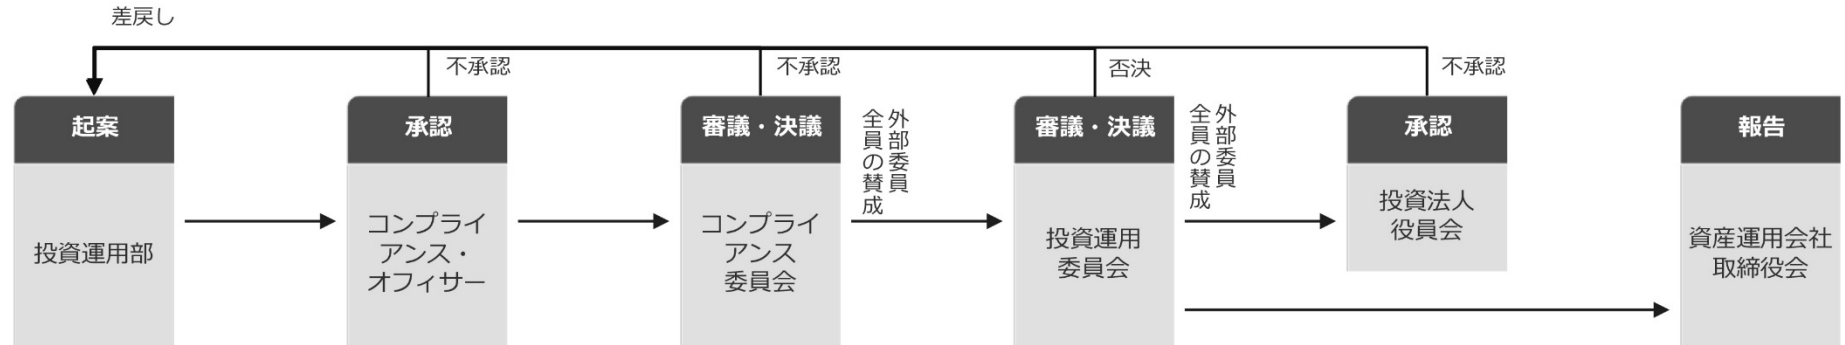 差戻し
不承認
不承認
否決
不承認
起案
投資運用部
承認
コンプライ
アンス・
オフィサー
審議・決議
コンプライ
アンス
委員会
外部委員
全員の賛成
審議・決議
投資運用
委員会
外部委員
全員の賛成
承認
投資法人
役員会
報告
資産運用会社
取締役会